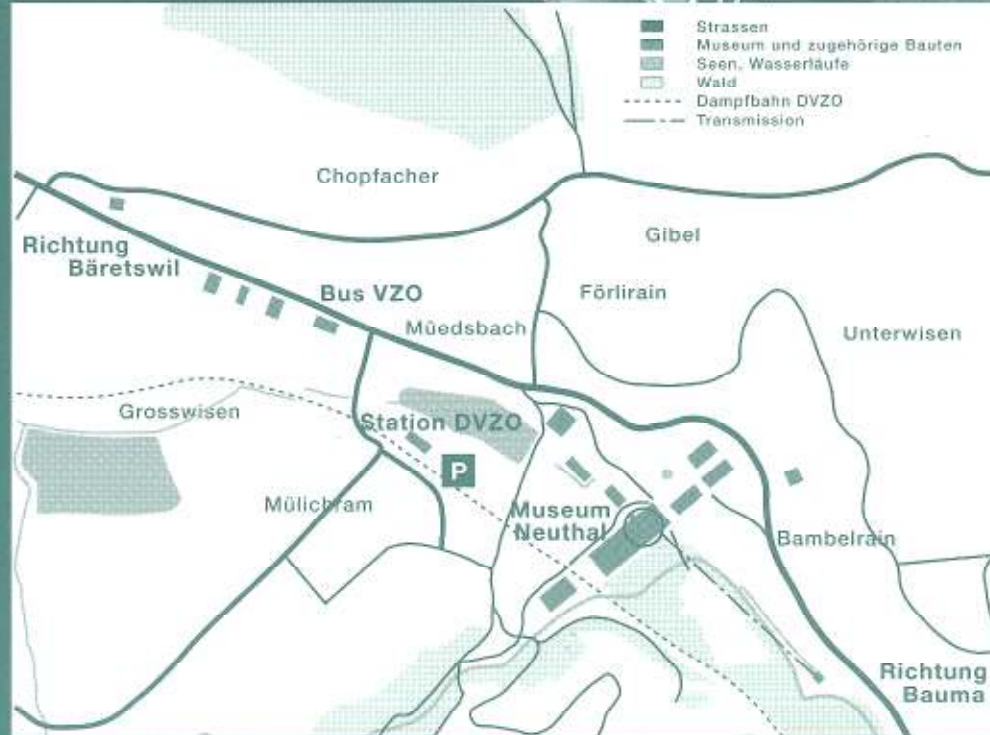 Strassen
Museum und zugehörige Bauten
Seen, Wasserläufe
Wald
Dampfbahn DVZO
Transmission
Chopfacher
Gibel
Richtung
Bäretswil
Bus VZO
Förlirain
Müedsbach
Unterwisen
Grosswisen
Station DVZO
P
Mülichram
Museum
Neuthal
Bambelrain
Richtung
Bauma